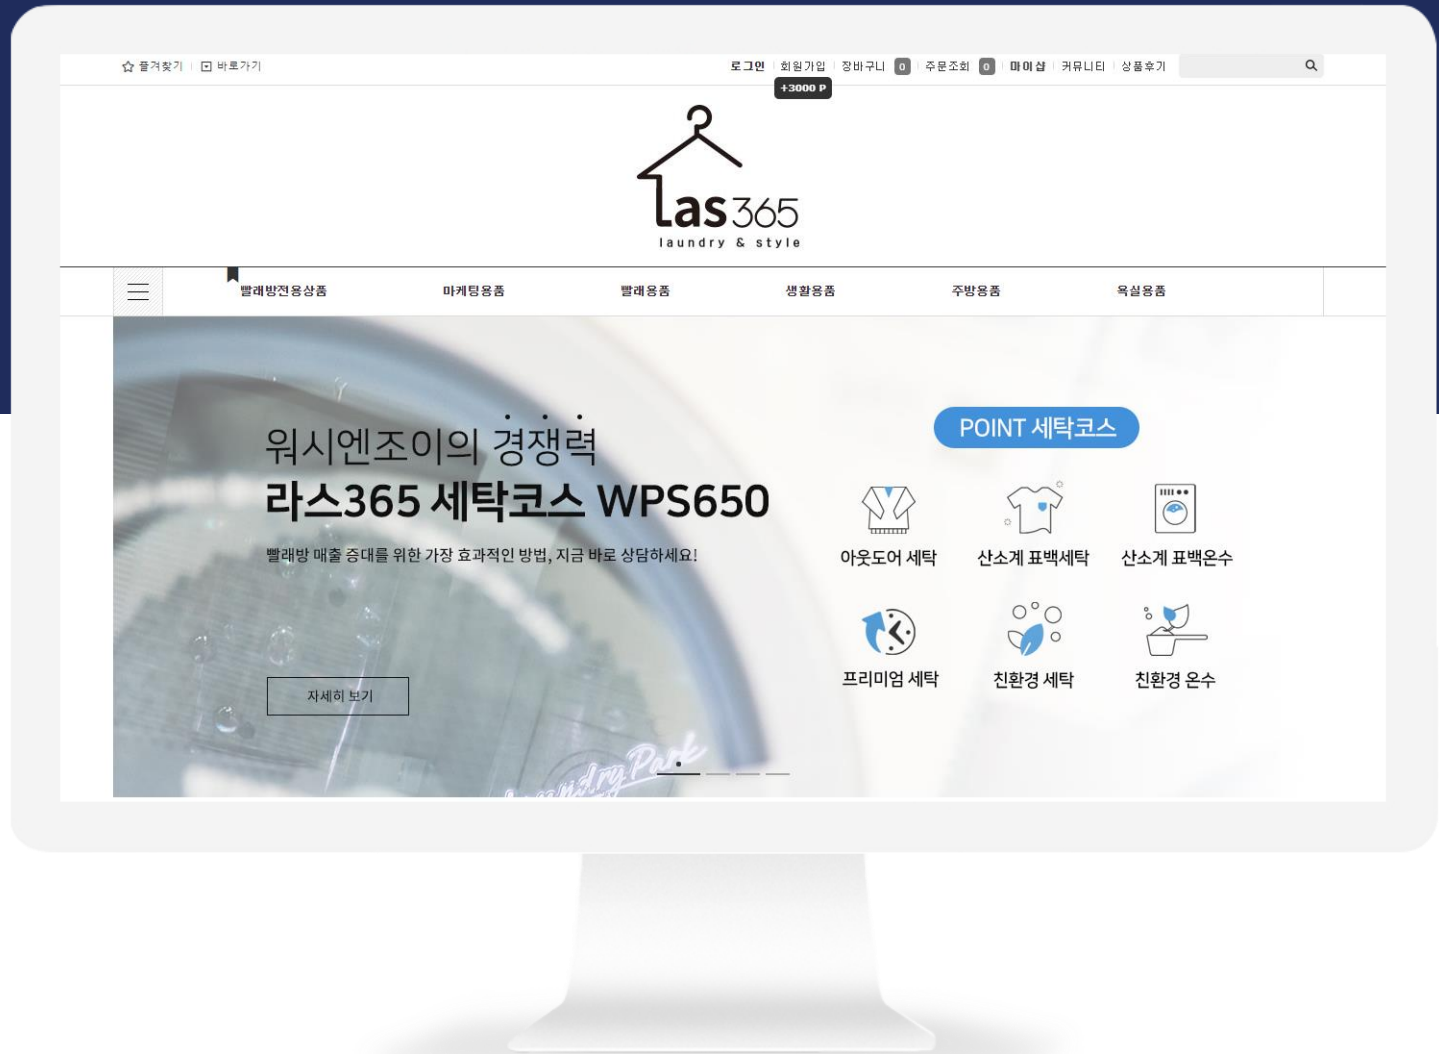 즐겨찾기 바로가기 로그인 회원가입 장바구니 0 주문조회 0 마이샵 커뮤니티 상품후기
+3000 P
Las365
laundry & style
빨래방전용상품 마케팅용품 빨래용품 생활용품 주방용품 욕실용품
워시엔조이의 경쟁력
라스365 세탁코스 WPS650
빨래방 매출 증대를 위한 가장 효과적인 방법, 지금 바로 상담하세요!
자세히 보기
POINT 세탁코스
아웃도어 세탁 산소계 표백세탁 산소계 표백온수
프리미엄 세탁 친환경 세탁 친환경 온수
Laundry Park